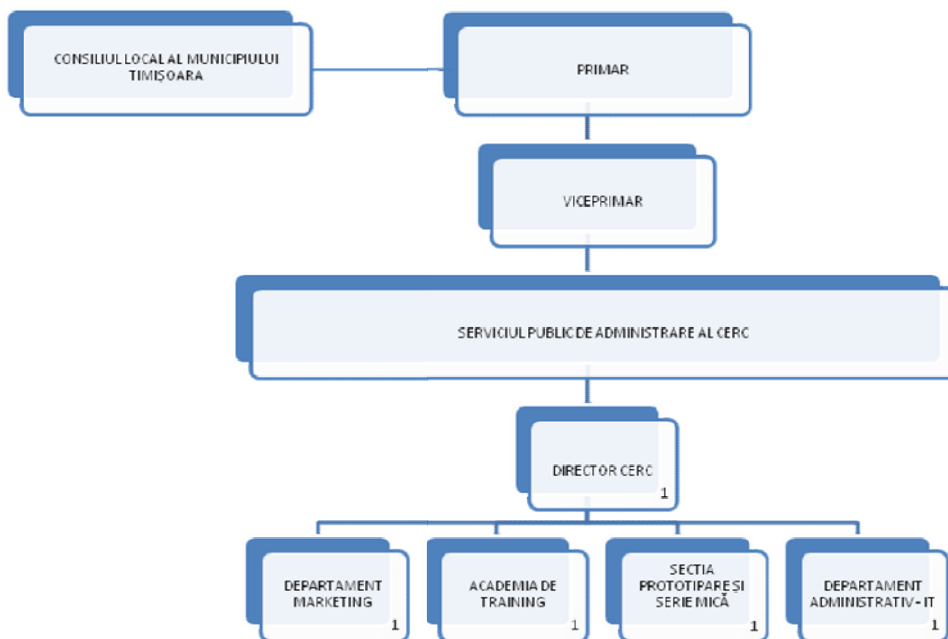 CONSILIUL LOCAL AL MUNICIPIULUI
TIMIȘOARA
PRIMAR
VICEPRIMAR
SERVICIUL PUBLIC DE ADMINISTRARE AL CERC
DIRECTOR CERC
1
DEPARTAMENT
MARKETING
1
ACADEMIA DE
TRAINING
1
SECTIA
PROTOTIPARE ȘI
SERIE MICĂ
1
DEPARTAMENT
ADMINISTRATIV - IT
1